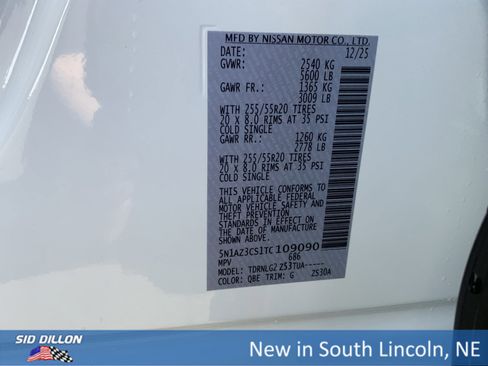 MFD BY NISSAN MOTOR CO., LTD.
DATE: 12/25
GVWR: 2540 KG
5600 LB
GAWR FR.: 1365 KG
3009 LB
WITH 255/55R20 TIRES
20 x 8.0 RIMS AT 35 PSI
COLD SINGLE
GAWR RR.: 1260 KG
2778 LB
WITH 255/55R20 TIRES
20 x 8.0 RIMS AT 35 PSI
COLD SINGLE
THIS VEHICLE CONFORMS TO
ALL APPLICABLE FEDERAL
MOTOR VEHICLE SAFETY AND
THEFT PREVENTION
STANDARDS IN EFFECT ON
THE DATE OF MANUFACTURE
SHOWN ABOVE.
5N1AZ3CS1TC109090
MPV 686
MODEL: TDRNLGZ Z53TUA-----
COLOR: QBE TRIM: G ZS30A
SID DILLON
New in South Lincoln, NE